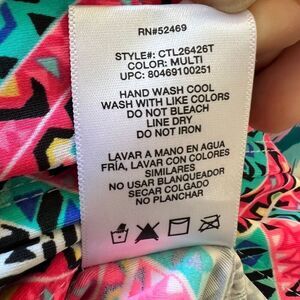 RN#52469
STYLE#: CTL26426T
COLOR: MULTI
UPC: 80469100251
HAND WASH COOL
WASH WITH LIKE COLORS
DO NOT BLEACH
LINE DRY
DO NOT IRON
LAVAR A MANO EN AGUA
FRÍA, LAVAR CON COLORES
SIMILARES
NO USAR BLANQUEADOR
SECAR COLGADO
NO PLANCHAR